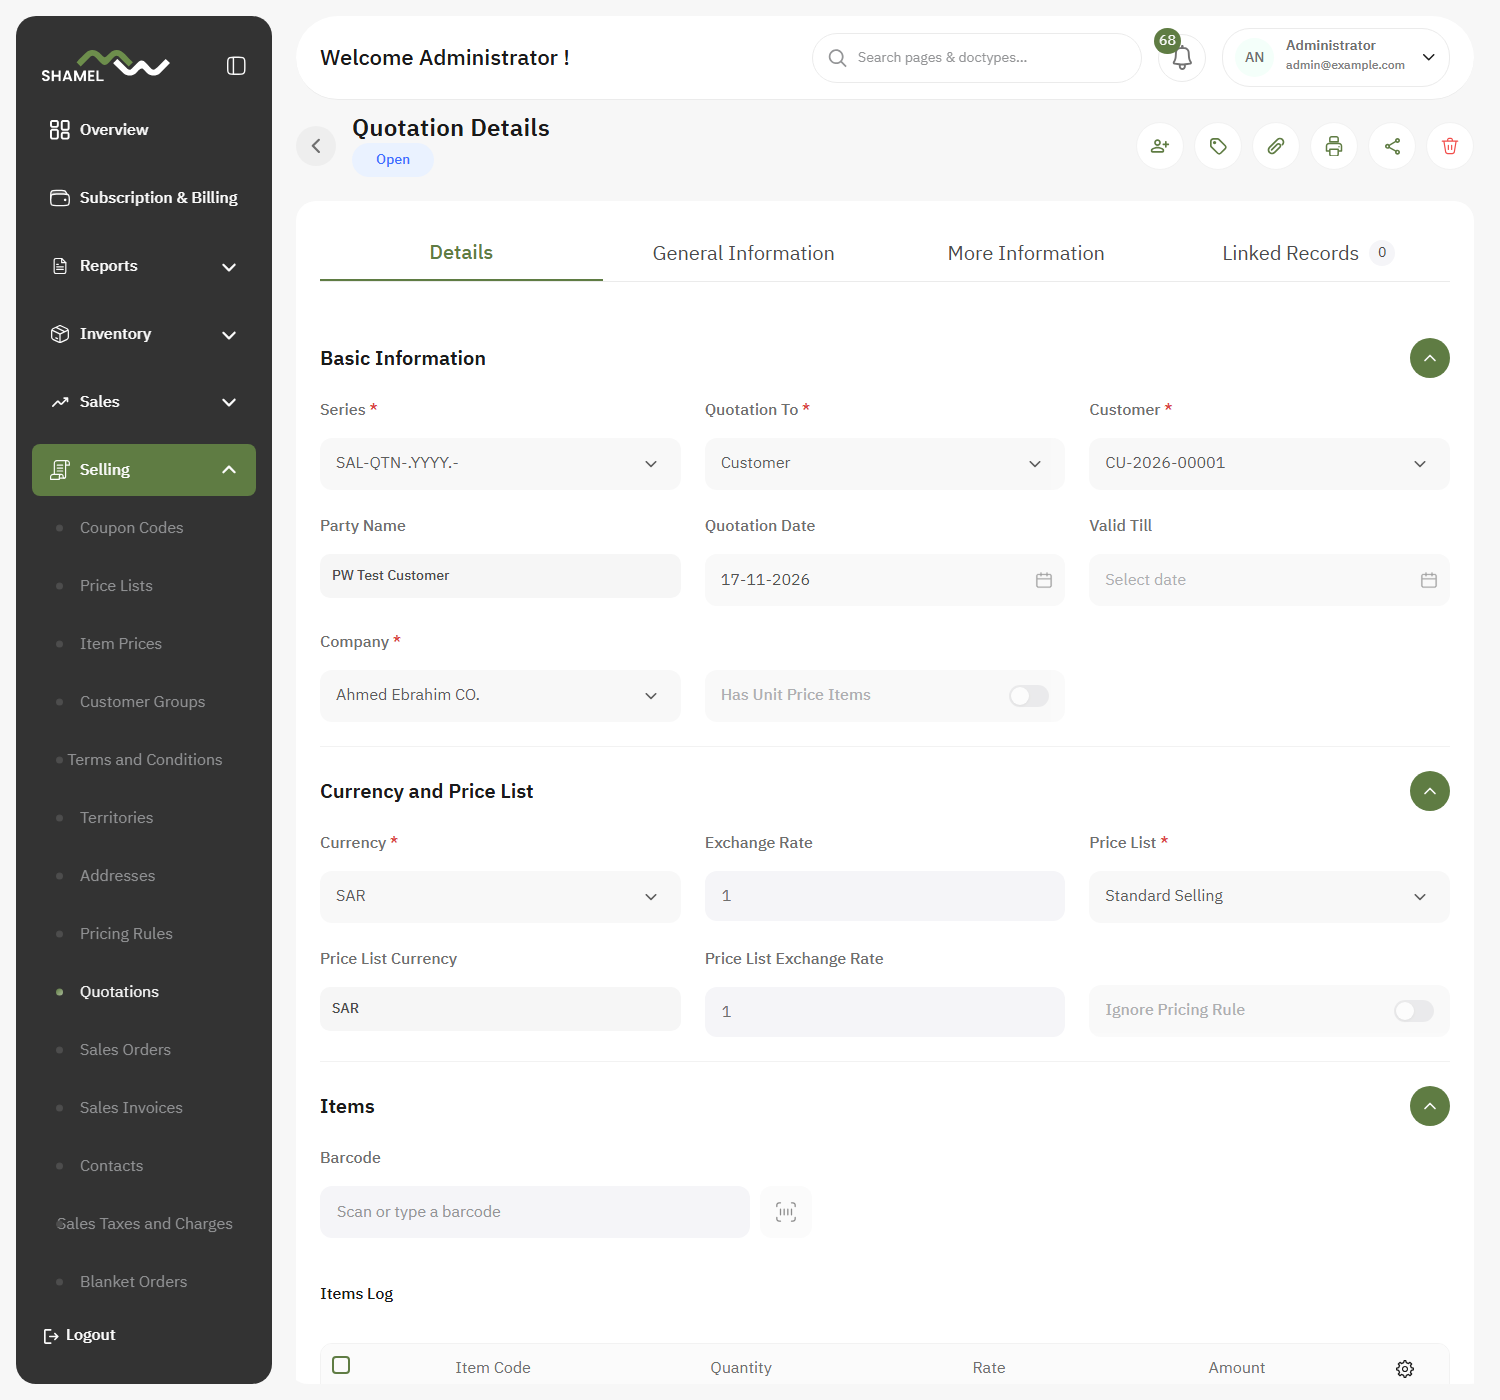 SHAMEL
Overview
Subscription & Billing
Reports
Inventory
Sales
Selling
Coupon Codes
Price Lists
Item Prices
Customer Groups
Terms and Conditions
Territories
Addresses
Pricing Rules
Quotations
Sales Orders
Sales Invoices
Contacts
Sales Taxes and Charges
Blanket Orders
Logout
Welcome Administrator !
Search pages & doctypes...
68
AN
Administrator
admin@example.com
Quotation Details
Open
Details
General Information
More Information
Linked Records 0
Basic Information
Series *
Quotation To *
Customer *
SAL-QTN-.YYYY.-
Customer
CU-2026-00001
Party Name
Quotation Date
Valid Till
PW Test Customer
17-11-2026
Select date
Company *
Ahmed Ebrahim CO.
Has Unit Price Items
Currency and Price List
Currency *
Exchange Rate
Price List *
SAR
1
Standard Selling
Price List Currency
Price List Exchange Rate
SAR
1
Ignore Pricing Rule
Items
Barcode
Scan or type a barcode
Items Log
Item Code
Quantity
Rate
Amount